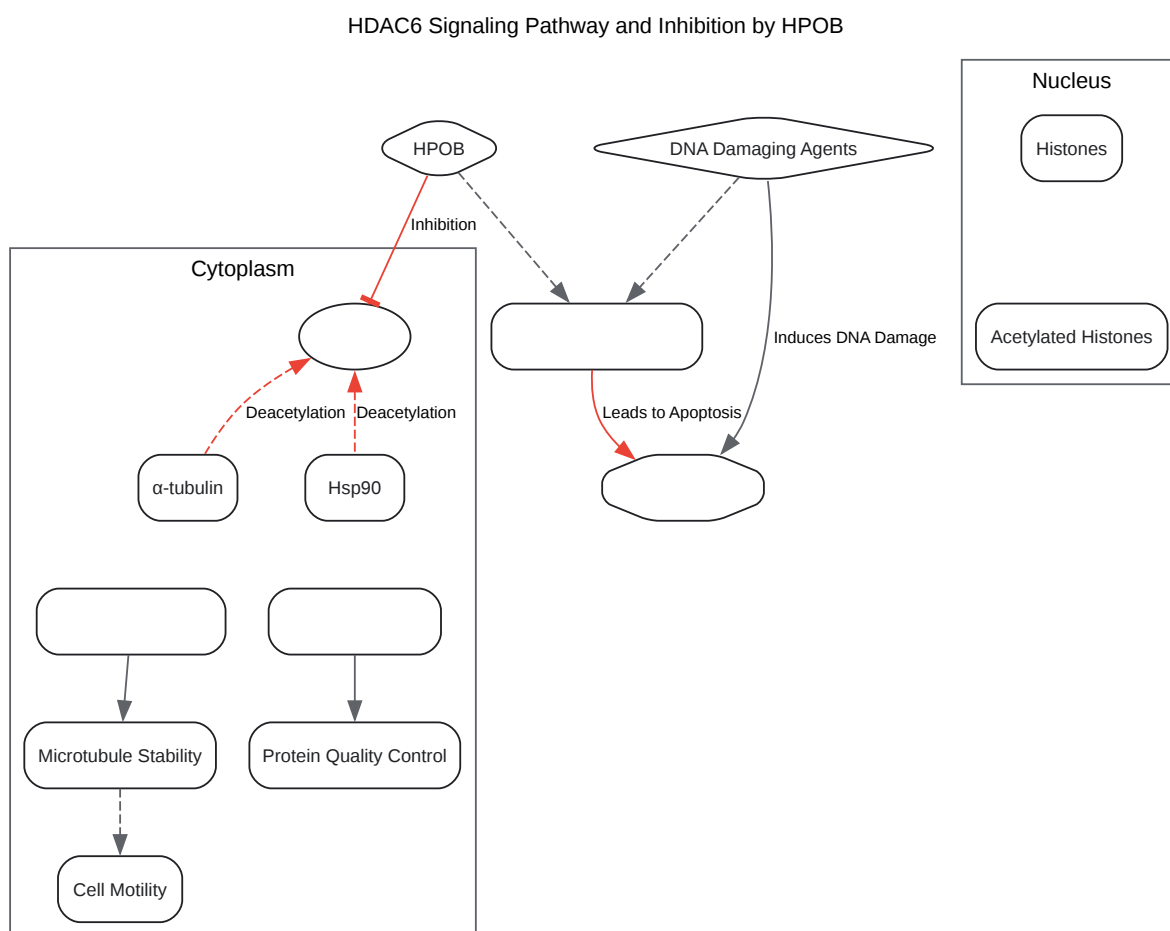 HDAC6 Signaling Pathway and Inhibition by HPOB
Nucleus
HPOB
DNA Damaging Agents
Histones
Inhibition
Cytoplasm
Induces DNA Damage
Acetylated Histones
Deacetylation
Deacetylation
Leads to Apoptosis
α-tubulin
Hsp90
Microtubule Stability
Protein Quality Control
Cell Motility